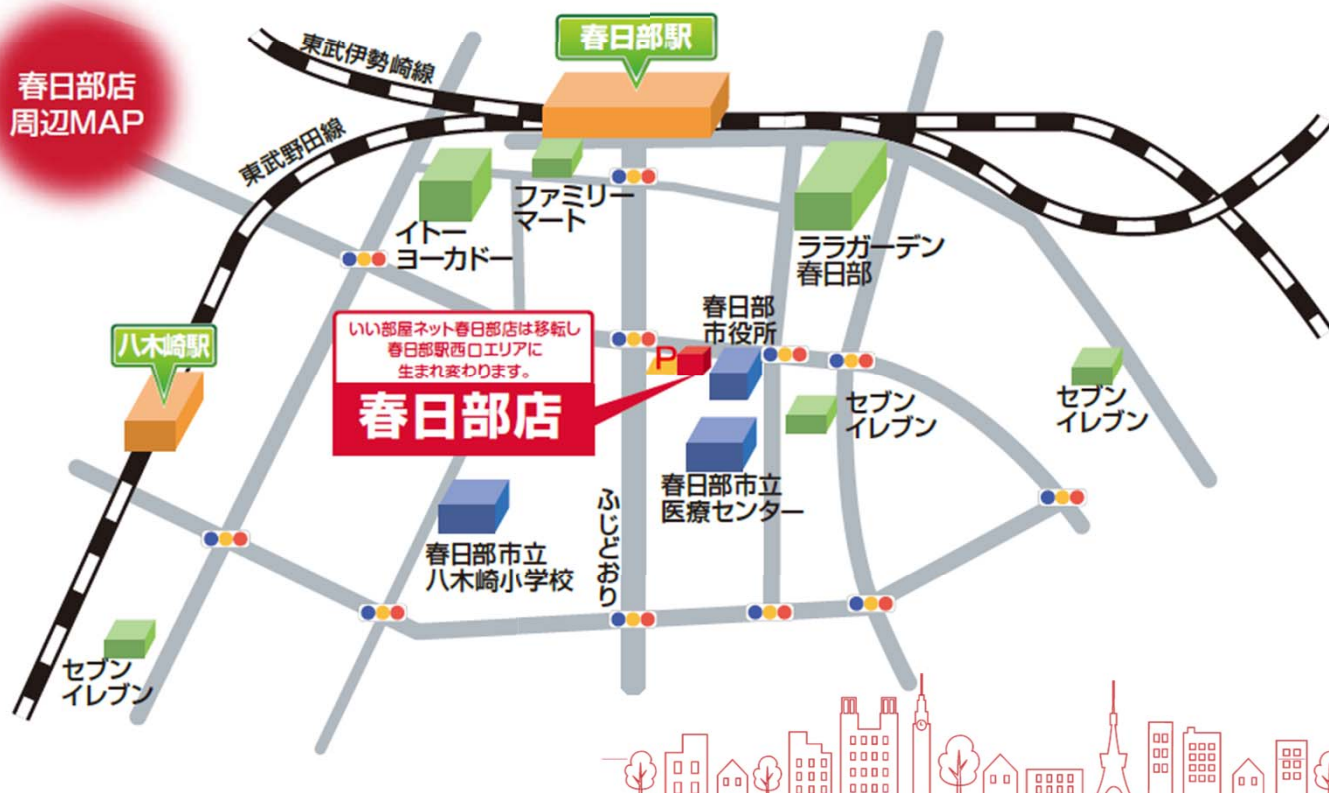 春日部店
周辺MAP
東武伊勢崎線
春日部駅
東武野田線
イトー
ヨーカドー
ファミリー
マート
ララガーデン
春日部
八木崎駅
いい部屋ネット春日部店は移転し
春日部駅西口エリアに
生まれ変わります。
春日部店
P
春日部
市役所
セブン
イレブン
セブン
イレブン
春日部市立
医療センター
ふじどおり
春日部市立
八木崎小学校
セブン
イレブン